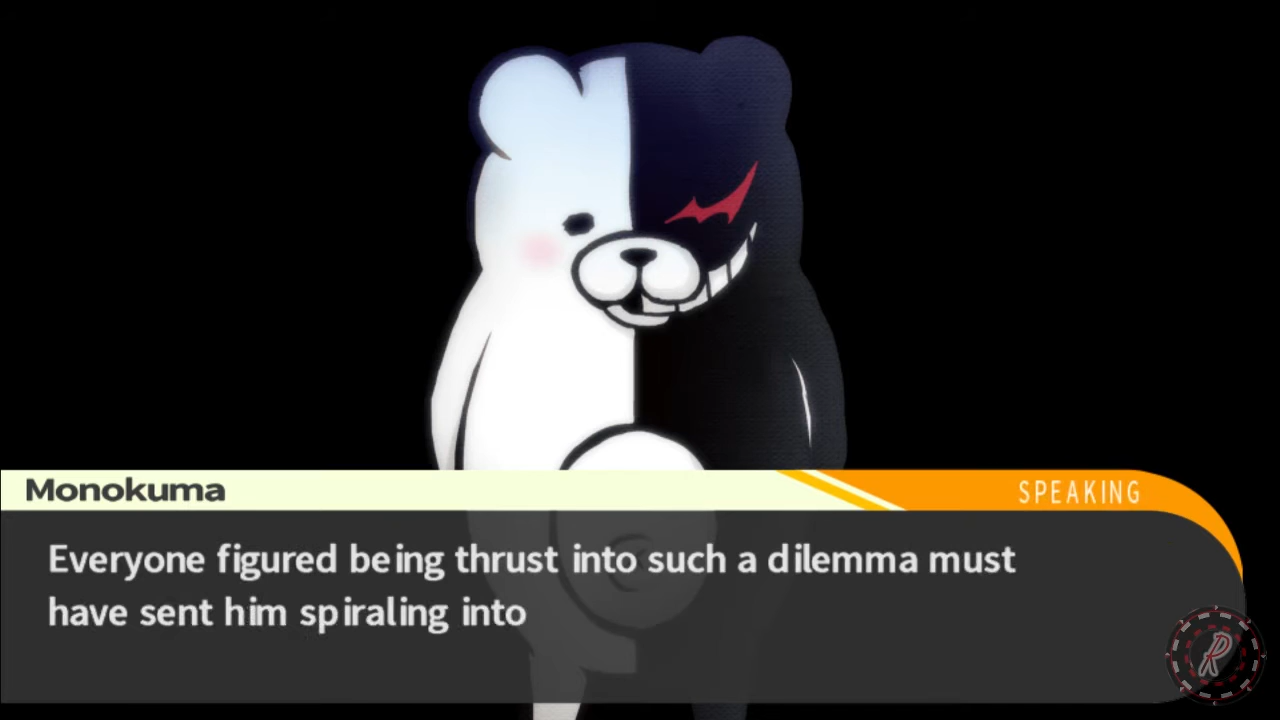 Monokuma
SPEAKING
Everyone figured being thrust into such a dilemma must
have sent him spiraling into
R